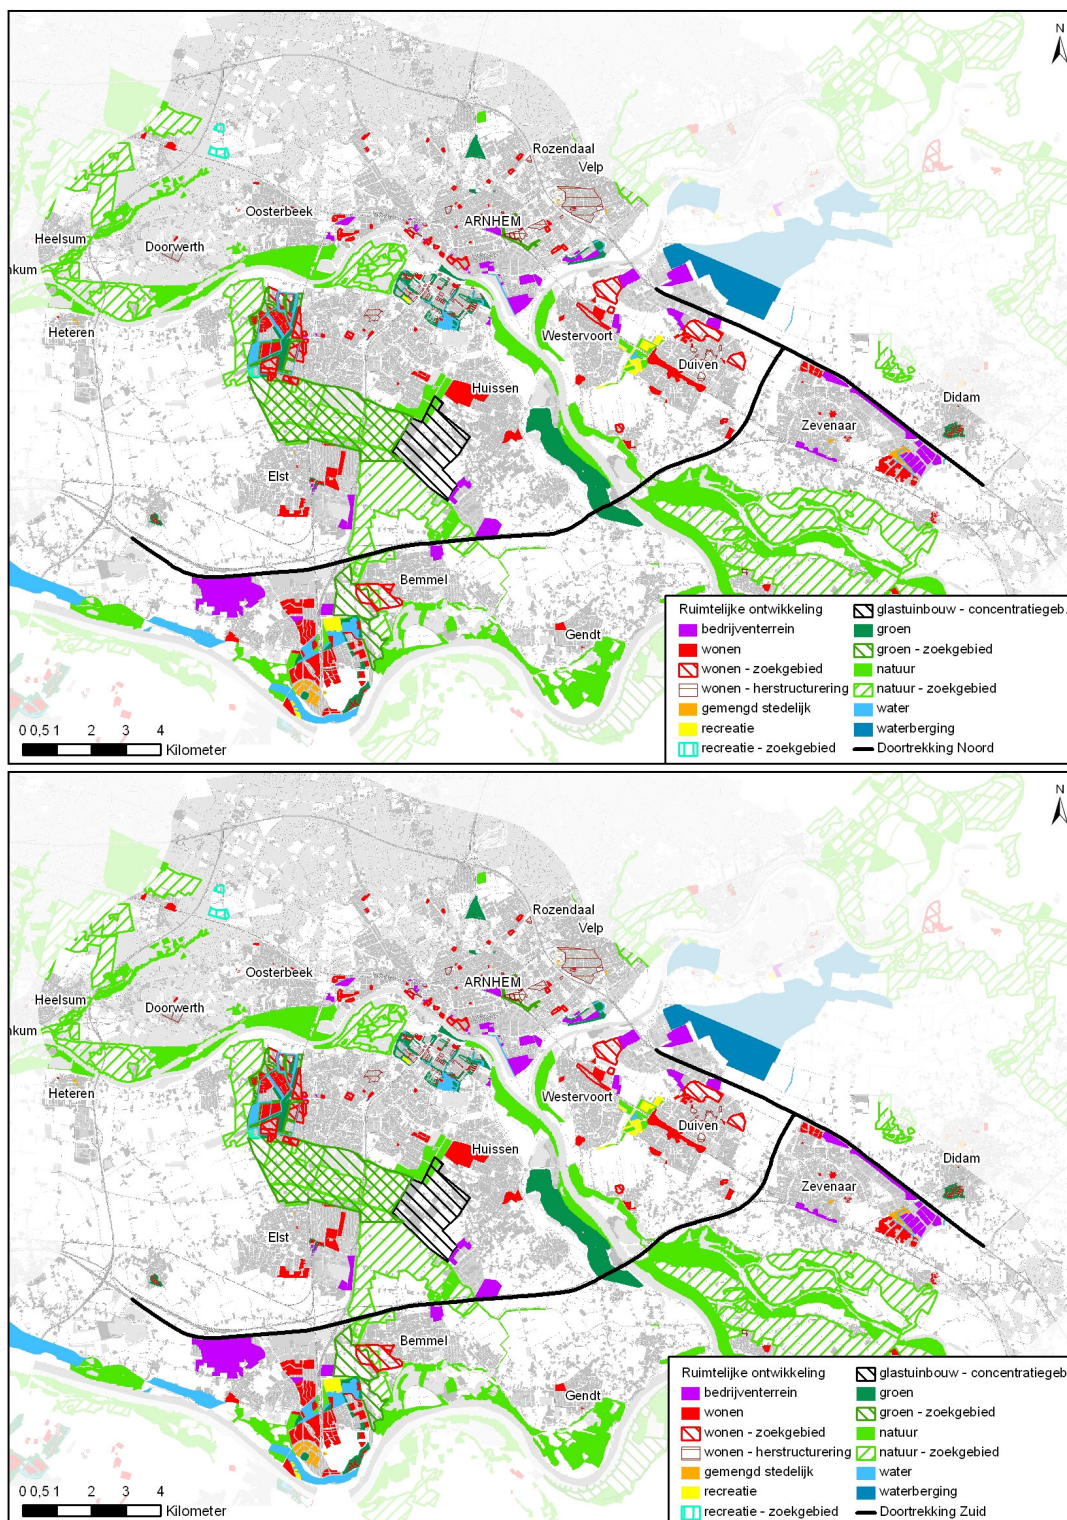 N
Rozendaal
Velp
Oosterbeek
ARNHEM
Heelsum
Doorwerth
nkum
Heteren
Westervoort
Duiven
Huissen
Didam
Zevenaar
Elst
Bemmel
Gendt
Ruimtelijke ontwikkeling
bedrijventerrein
wonen
wonen - zoekgebied
wonen - herstructurering
gemengd stedelijk
recreatie
recreatie - zoekgebied
glastuinbouw - concentratiegeb.
groen
groen - zoekgebied
natuur
natuur - zoekgebied
water
waterberging
Doortrekking Noord
0 0,5 1 2 3 4
Kilometer
N
Rozendaal
Velp
Oosterbeek
ARNHEM
Heelsum
Doorwerth
nkum
Heteren
Westervoort
Duiven
Huissen
Didam
Zevenaar
Elst
Bemmel
Gendt
Ruimtelijke ontwikkeling
bedrijventerrein
wonen
wonen - zoekgebied
wonen - herstructurering
gemengd stedelijk
recreatie
recreatie - zoekgebied
glastuinbouw - concentratiegeb
groen
groen - zoekgebied
natuur
natuur - zoekgebied
water
waterberging
Doortrekking Zuid
0 0,5 1 2 3 4
Kilometer